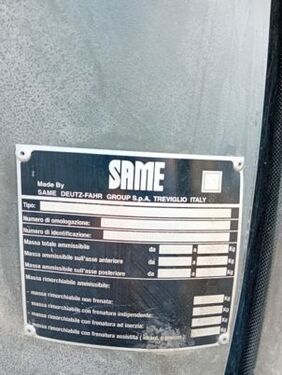 SAME
Made By
SAME DEUTZ-FAHR GROUP S.p.A. TREVIGLIO ITALY
Tipo:
Numero di omologazione:
Numero di identificazione:
Massa totale ammissibile da a Kg
Massa ammissibile sull'asse anteriore da a Kg
Massa ammissibile sull'asse posteriore da a Kg
Massa rimorchiabile ammissibile:
- massa rimorchiabile non frenata: Kg
- massa rimorchiabile con frenatura indipendente: Kg
- massa rimorchiabile con frenatura ad inerzia: Kg
- massa rimorchiabile con frenatura assistita (idraul. o pneum.) Kg